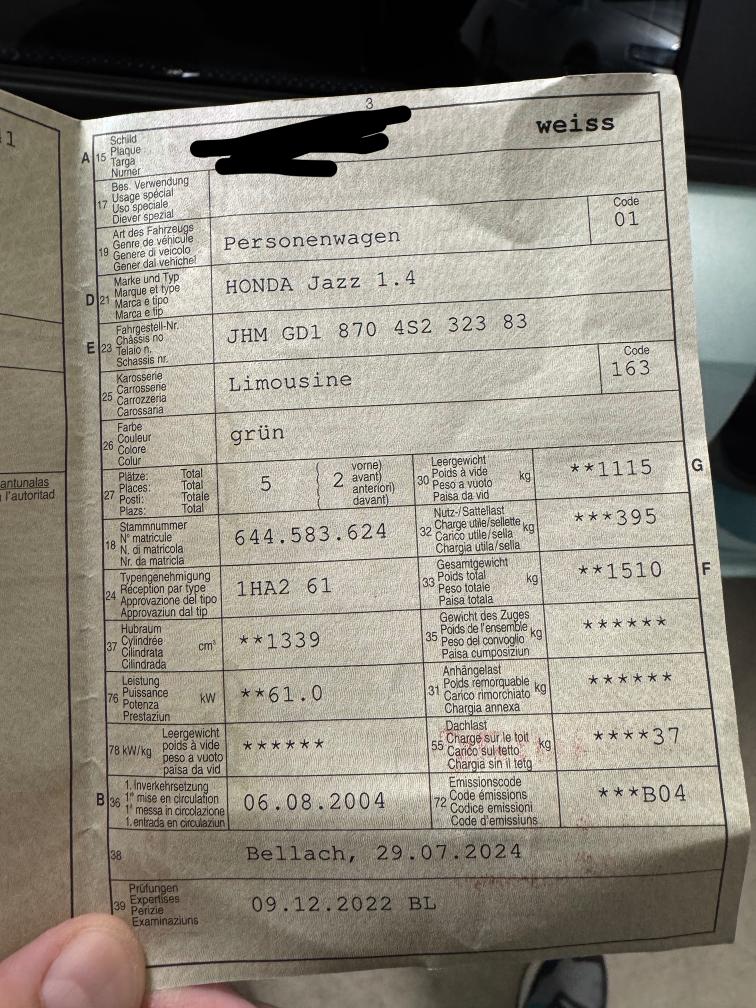 3
A 15 Schild
Plaque
Targa
Numer
weiss
17 Bes. Verwendung
Usage spécial
Uso speciale
Diever spezial
19 Art des Fahrzeugs
Genre de véhicule
Genere di veicolo
Gener dal vehichel
Personenwagen
Code
01
D 21 Marke und Typ
Marque et type
Marca e tipo
Marca e tip
HONDA Jazz 1.4
E 23 Fahrgestell-Nr.
Châssis no
Telaio n.
Schassis nr.
JHM GD1 870 4S2 323 83
25 Karosserie
Carrosserie
Carrozzeria
Carossaria
Limousine
Code
163
26 Farbe
Couleur
Colore
Colur
grün
27 Plätze: Total
Places: Total
Posti: Totale
Plazs: Total
5
2 vorne)
avant)
anteriori)
davant)
30 Leergewicht
Poids à vide
Peso a vuoto
Paisa da vid
kg
**1115
G
18 Stammnummer
N° matricule
N. di matricola
Nr. da matricla
644.583.624
32 Nutz-/Sattellast
Charge utile/sellette
Carico utile/sella
Chargia utila/sella
kg
***395
24 Typengenehmigung
Réception par type
Approvazione del tipo
Approvaziun dal tip
1HA2 61
33 Gesamtgewicht
Poids total
Peso totale
Paisa totala
kg
**1510
F
37 Hubraum
Cylindrée
Cilindrata
Cilindrada
cm³
**1339
35 Gewicht des Zuges
Poids de l'ensemble
Peso del convoglio
Paisa cumposiziun
kg
******
76 Leistung
Puissance
Potenza
Prestaziun
kW
**61.0
31 Anhängelast
Poids remorquable
Carico rimorchiato
Chargia annexa
kg
******
78 kW/kg Leergewicht
poids à vide
peso a vuoto
paisa da vid
******
55 Dachlast
Charge sur le toit
Carico sul tetto
Chargia sin il tetg
kg
****37
B 36 1. Inverkehrsetzung
1re mise en circulation
1a messa in circolazione
1. entrada en circulaziun
06.08.2004
72 Emissionscode
Code émissions
Codice emissioni
Code d'emissiuns
***B04
38
Bellach, 29.07.2024
39 Prüfungen
Expertises
Perizie
Examinaziuns
09.12.2022 BL
antunalas
l'autoritad